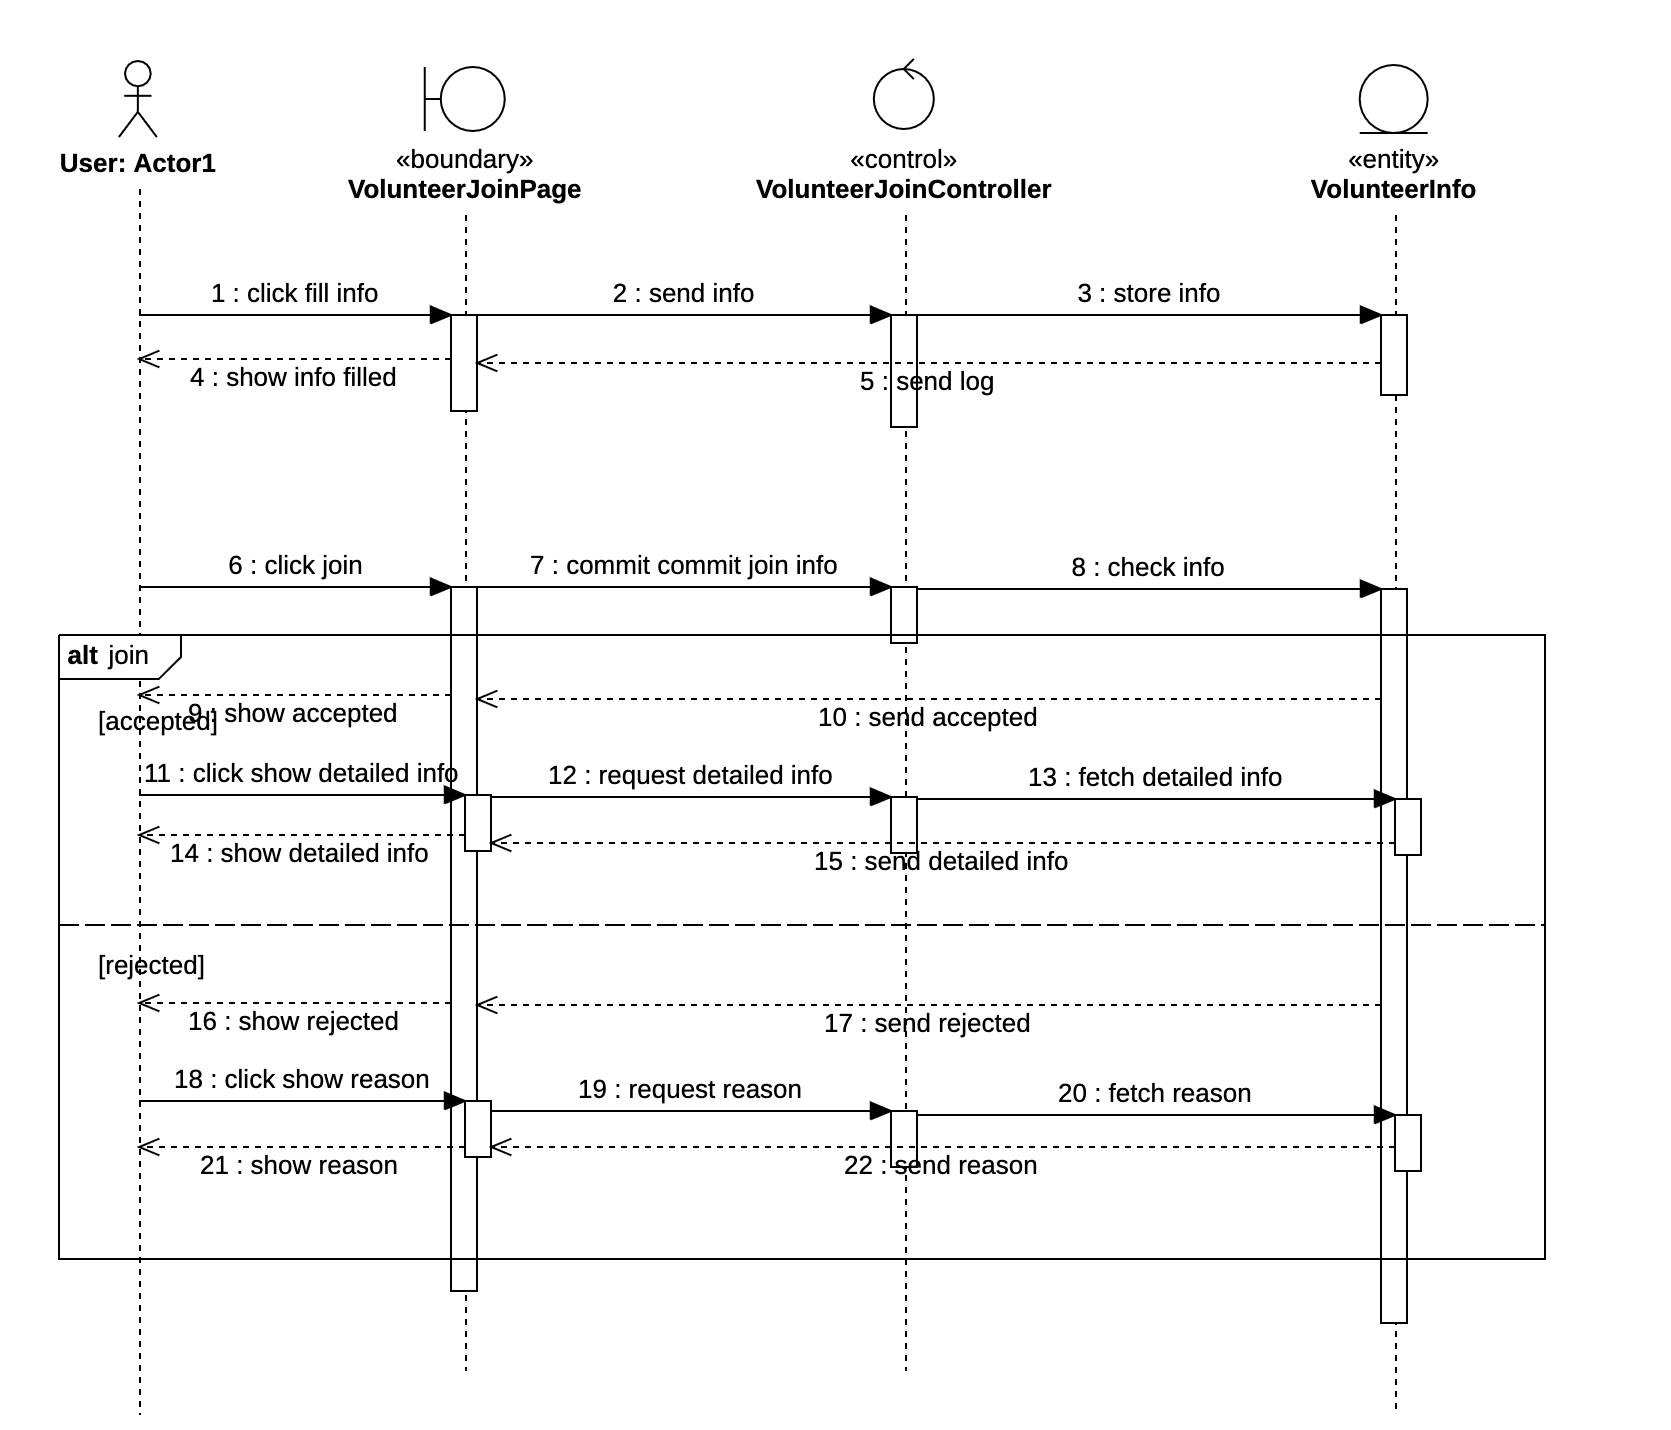 User: Actor1
«boundary»
VolunteerJoinPage
«control»
VolunteerJoinController
«entity»
VolunteerInfo
1 : click fill info
2 : send info
3 : store info
4 : show info filled
5 : send log
6 : click join
7 : commit commit join info
8 : check info
alt join
[accepted]
9 : show accepted
10 : send accepted
11 : click show detailed info
12 : request detailed info
13 : fetch detailed info
14 : show detailed info
15 : send detailed info
[rejected]
16 : show rejected
17 : send rejected
18 : click show reason
19 : request reason
20 : fetch reason
21 : show reason
22 : send reason